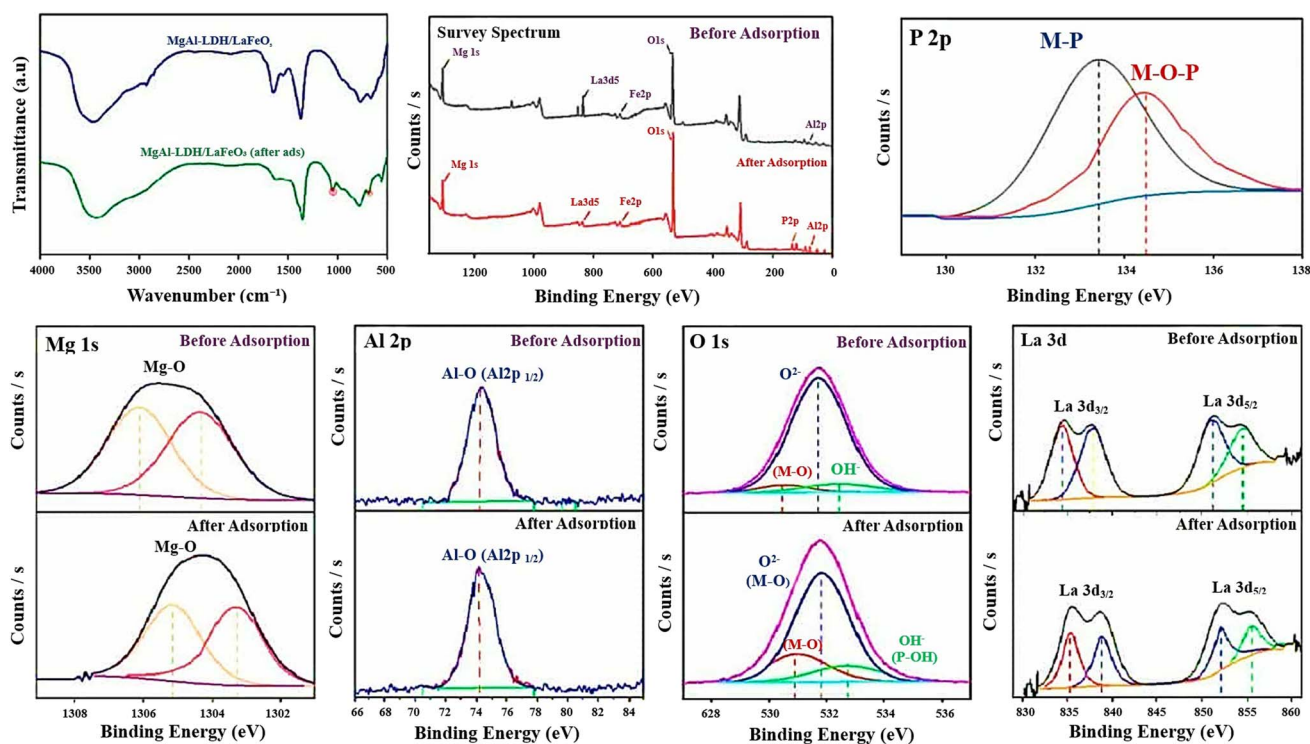 MgAl-LDH/LaFeO3
MgAl-LDH/LaFeO₃ (after ads)
Transmittance (a.u)
4000 3500 3000 2500 2000 1500 1000 500
Wavenumber (cm⁻¹)
Survey Spectrum
Before Adsorption
Mg 1s
O1s
La3d5
Fe2p
Al2p
After Adsorption
Mg 1s
O1s
La3d5
Fe2p
P2p
Al2p
Counts / s
1200 1000 800 600 400 200 0
Binding Energy (eV)
P 2p
M-P
M-O-P
Counts / s
130 132 134 136 138
Binding Energy (eV)
Mg 1s
Before Adsorption
Mg-O
Counts / s
After Adsorption
Mg-O
Counts / s
1308 1306 1304 1302
Binding Energy (eV)
Al 2p
Before Adsorption
Al-O (Al2p 1/2)
Counts / s
After Adsorption
Al-O (Al2p 1/2)
Counts / s
66 68 70 72 74 76 78 80 82 84
Binding Energy (eV)
O 1s
Before Adsorption
O²⁻
(M-O)
OH⁻
Counts / s
After Adsorption
O²⁻
(M-O)
(M-O)
OH⁻
(P-OH)
Counts / s
628 530 532 534 536
Binding Energy (eV)
La 3d
Before Adsorption
La 3d3/2
La 3d5/2
Counts / s
After Adsorption
La 3d3/2
La 3d5/2
Counts / s
830 835 840 845 850 855 860
Binding Energy (eV)